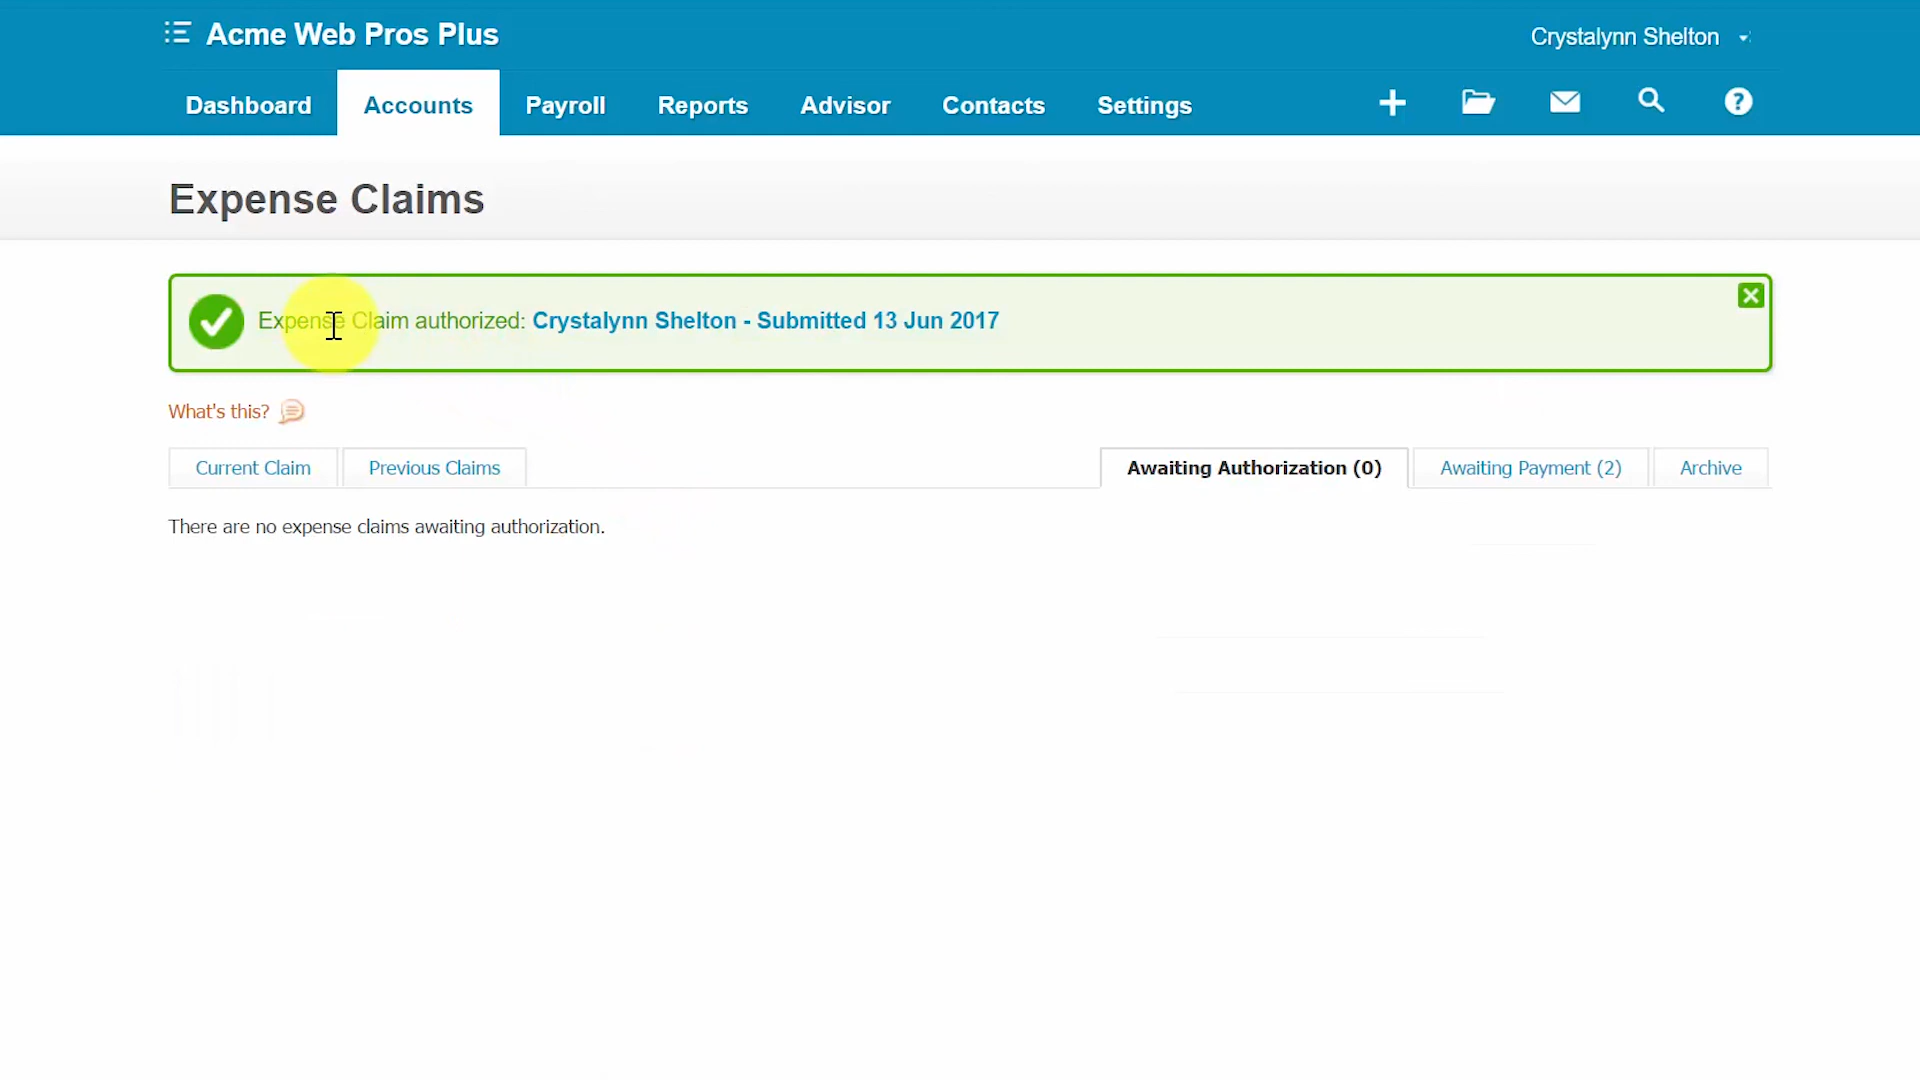 Acme Web Pros Plus
Crystalynn Shelton
Dashboard Accounts Payroll Reports Advisor Contacts Settings
Expense Claims
Expense Claim authorized: Crystalynn Shelton - Submitted 13 Jun 2017
What's this?
Current Claim Previous Claims Awaiting Authorization (0) Awaiting Payment (2) Archive
There are no expense claims awaiting authorization.